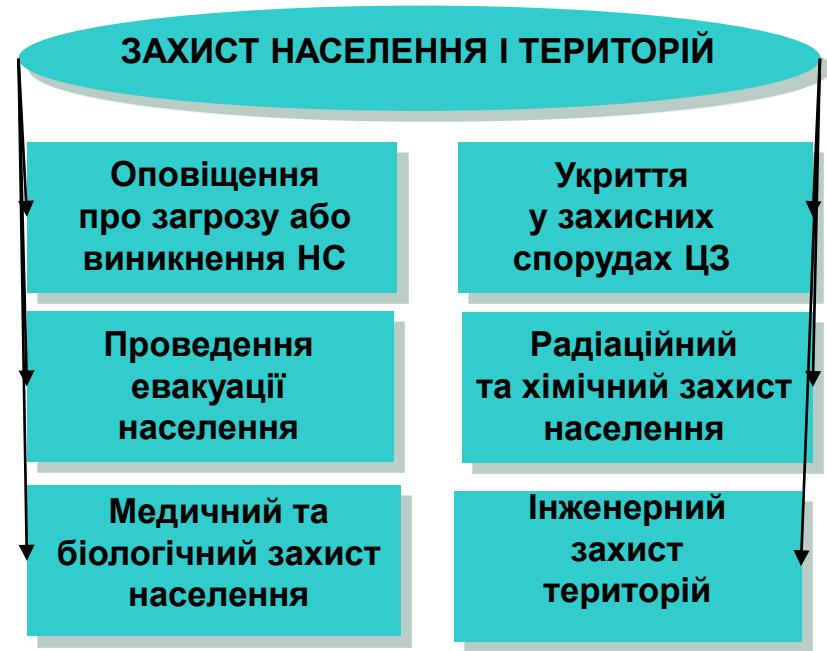 ЗАХИСТ НАСЕЛЕННЯ І ТЕРИТОРІЙ
Оповіщення
про загрозу або
виникнення НС
Укриття
у захисних
спорудах ЦЗ
Проведення
евакуації
населення
Радіаційний
та хімічний захист
населення
Медичний та
біологічний захист
населення
Інженерний
захист
територій